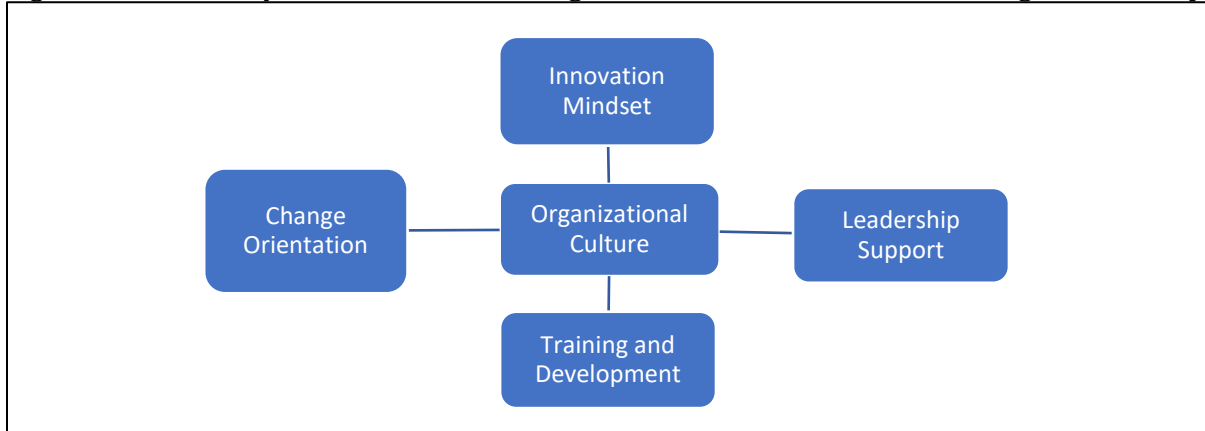 Innovation
Mindset
Change
Orientation
Organizational
Culture
Leadership
Support
Training and
Development